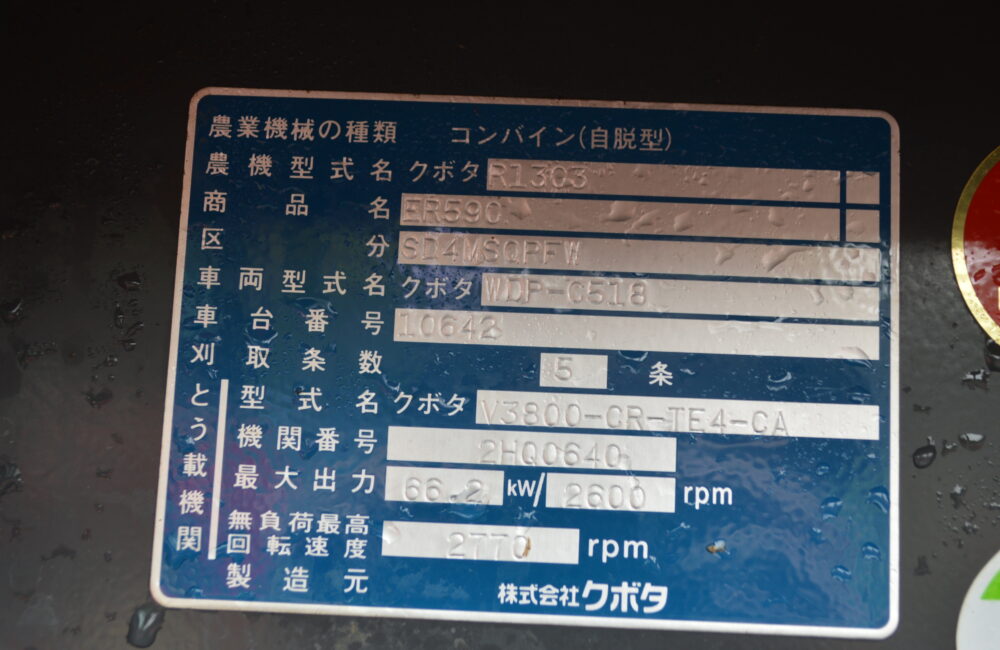 農業機械の種類 コンバイン(自脱型)
農機型式名 クボタ R1303
商品名 ER590
区分 SD4MSQPFW
車両型式名 クボタ WDP-C518
車台番号 10642
刈取条数 5 条
とう載機関
型式名 クボタ V3800-CR-TE4-CA
機関番号 2HQ0640
最大出力 66.2 kW/ 2600 rpm
無負荷最高
回転速度 2770 rpm
製造元 株式会社クボタ